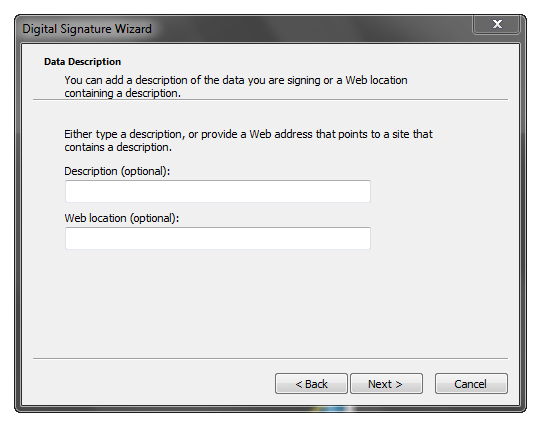 Digital Signature Wizard
x
Data Description
You can add a description of the data you are signing or a Web location
containing a description.
Either type a description, or provide a Web address that points to a site that
contains a description.
Description (optional):
Web location (optional):
< Back
Next >
Cancel